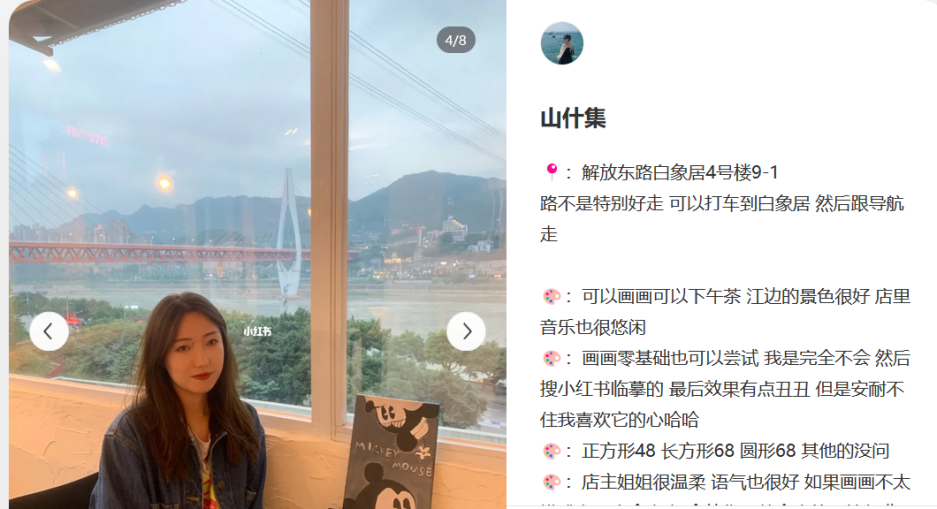 4/8
小红书
MICKEY
MOUSE
山什集
：解放东路白象居4号楼9-1
路不是特别好走 可以打车到白象居 然后跟导航
走
：可以画画可以下午茶 江边的景色很好 店里
音乐也很悠闲
：画画零基础也可以尝试 我是完全不会 然后
搜小红书临摹的 最后效果有点丑丑 但是安耐不
住我喜欢它的心哈哈
：正方形48 长方形68 圆形68 其他的没问
：店主姐姐很温柔 语气也很好 如果画画不太